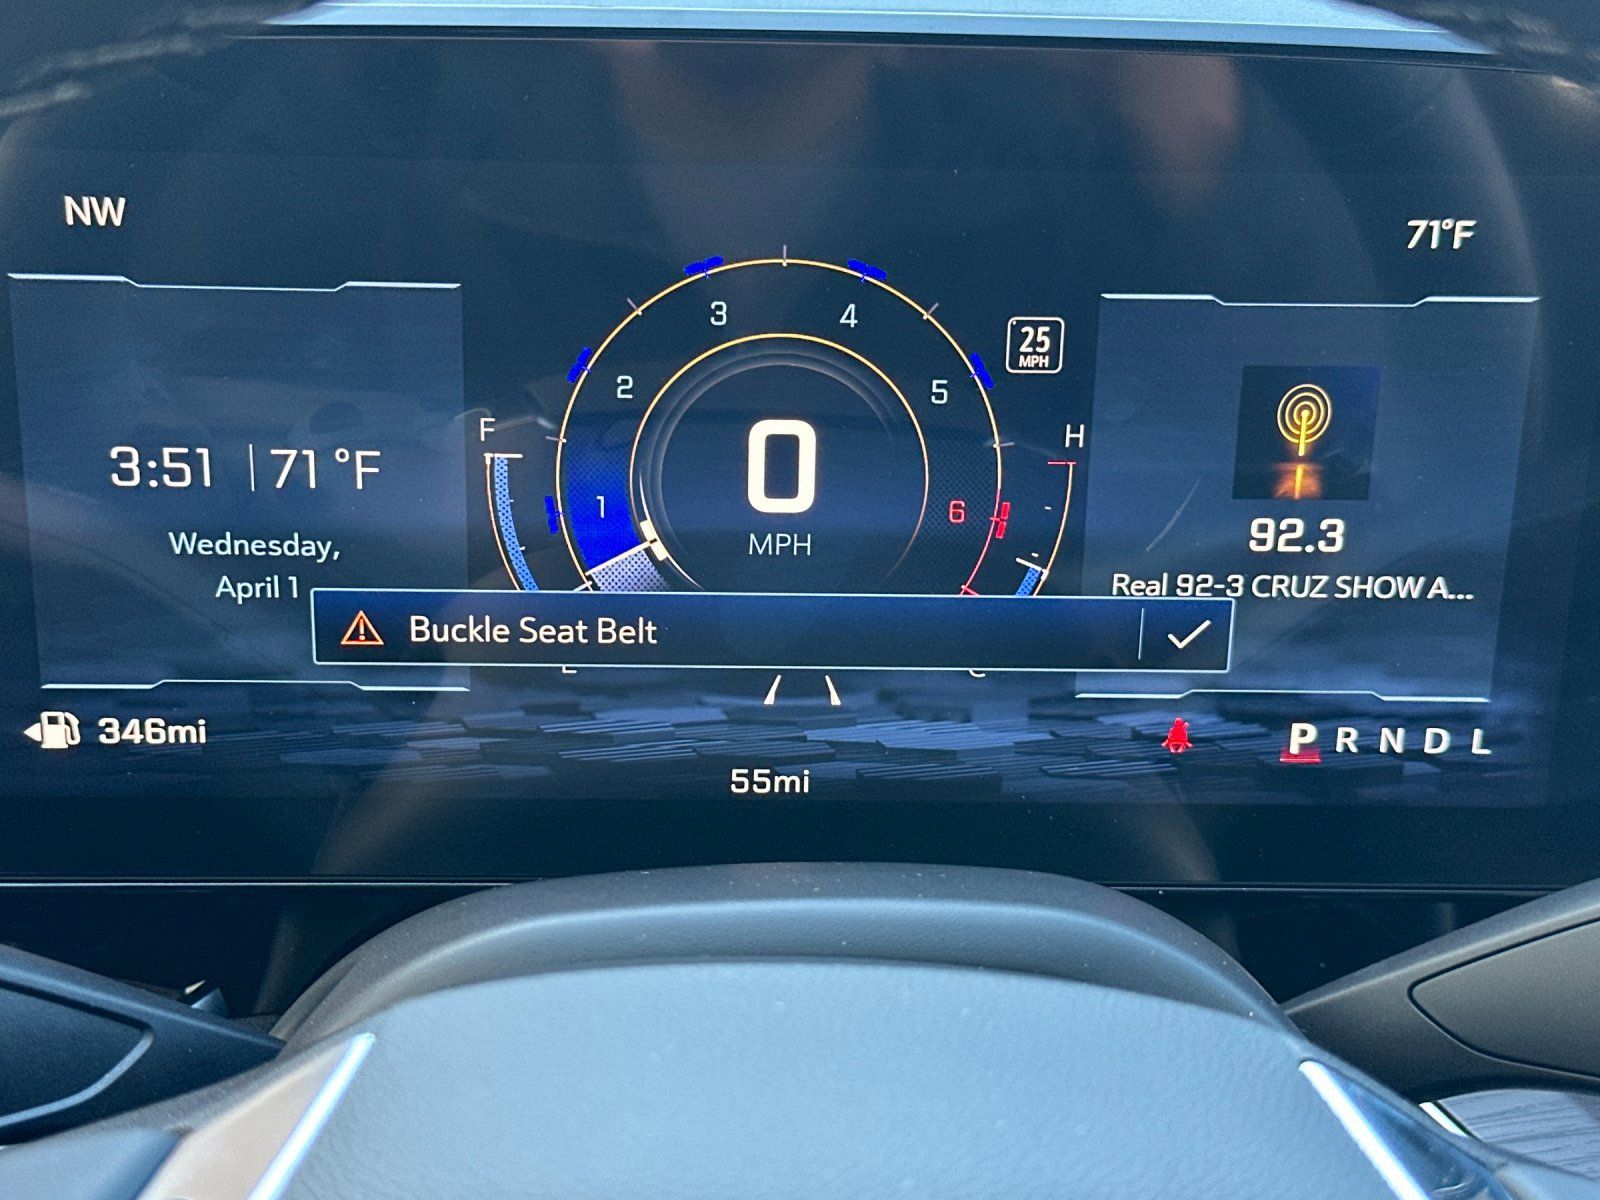 NW
71°F
3
4
25
MPH
2
5
F
H
0
3:51 | 71 °F
1
6
92.3
MPH
Wednesday,
April 1
Real 92-3 CRUZ SHOW A...
Buckle Seat Belt
346mi
P R N D L
55mi